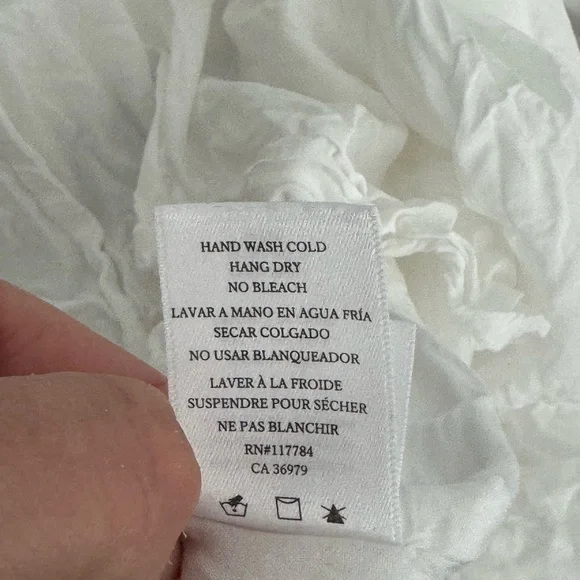 HAND WASH COLD
HANG DRY
NO BLEACH
LAVAR A MANO EN AGUA FRÍA
SECAR COLGADO
NO USAR BLANQUEADOR
LAVER À LA FROIDE
SUSPENDRE POUR SÉCHER
NE PAS BLANCHIR
RN#117784
CA 36979